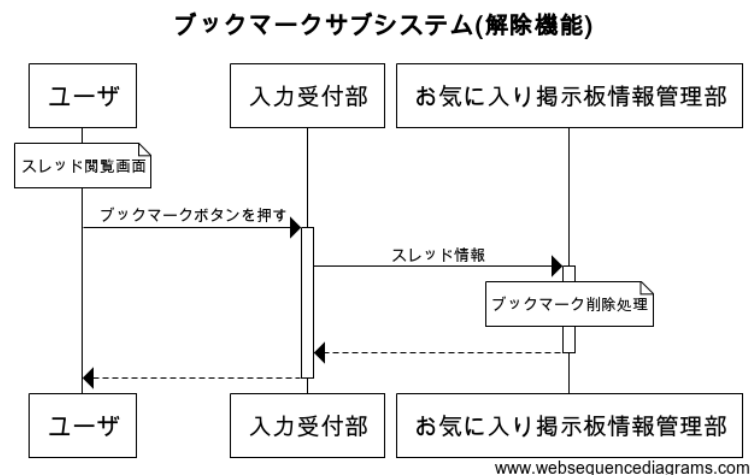 ブックマークサブシステム(解除機能)
ユーザ
入力受付部
お気に入り掲示板情報管理部
スレッド閲覧画面
ブックマークボタンを押す
スレッド情報
ブックマーク削除処理
ユーザ
入力受付部
お気に入り掲示板情報管理部
www.websequencediagrams.com